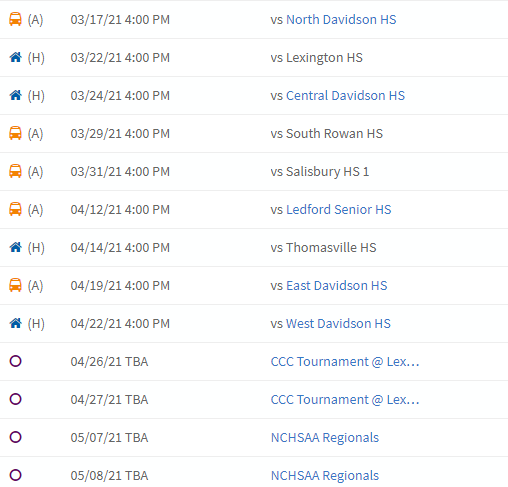 (A) 03/17/21 4:00 PM vs North Davidson HS
(H) 03/22/21 4:00 PM vs Lexington HS
(H) 03/24/21 4:00 PM vs Central Davidson HS
(A) 03/29/21 4:00 PM vs South Rowan HS
(A) 03/31/21 4:00 PM vs Salisbury HS 1
(A) 04/12/21 4:00 PM vs Ledford Senior HS
(H) 04/14/21 4:00 PM vs Thomasville HS
(A) 04/19/21 4:00 PM vs East Davidson HS
(H) 04/22/21 4:00 PM vs West Davidson HS
04/26/21 TBA CCC Tournament @ Lex...
04/27/21 TBA CCC Tournament @ Lex...
05/07/21 TBA NCHSAA Regionals
05/08/21 TBA NCHSAA Regionals